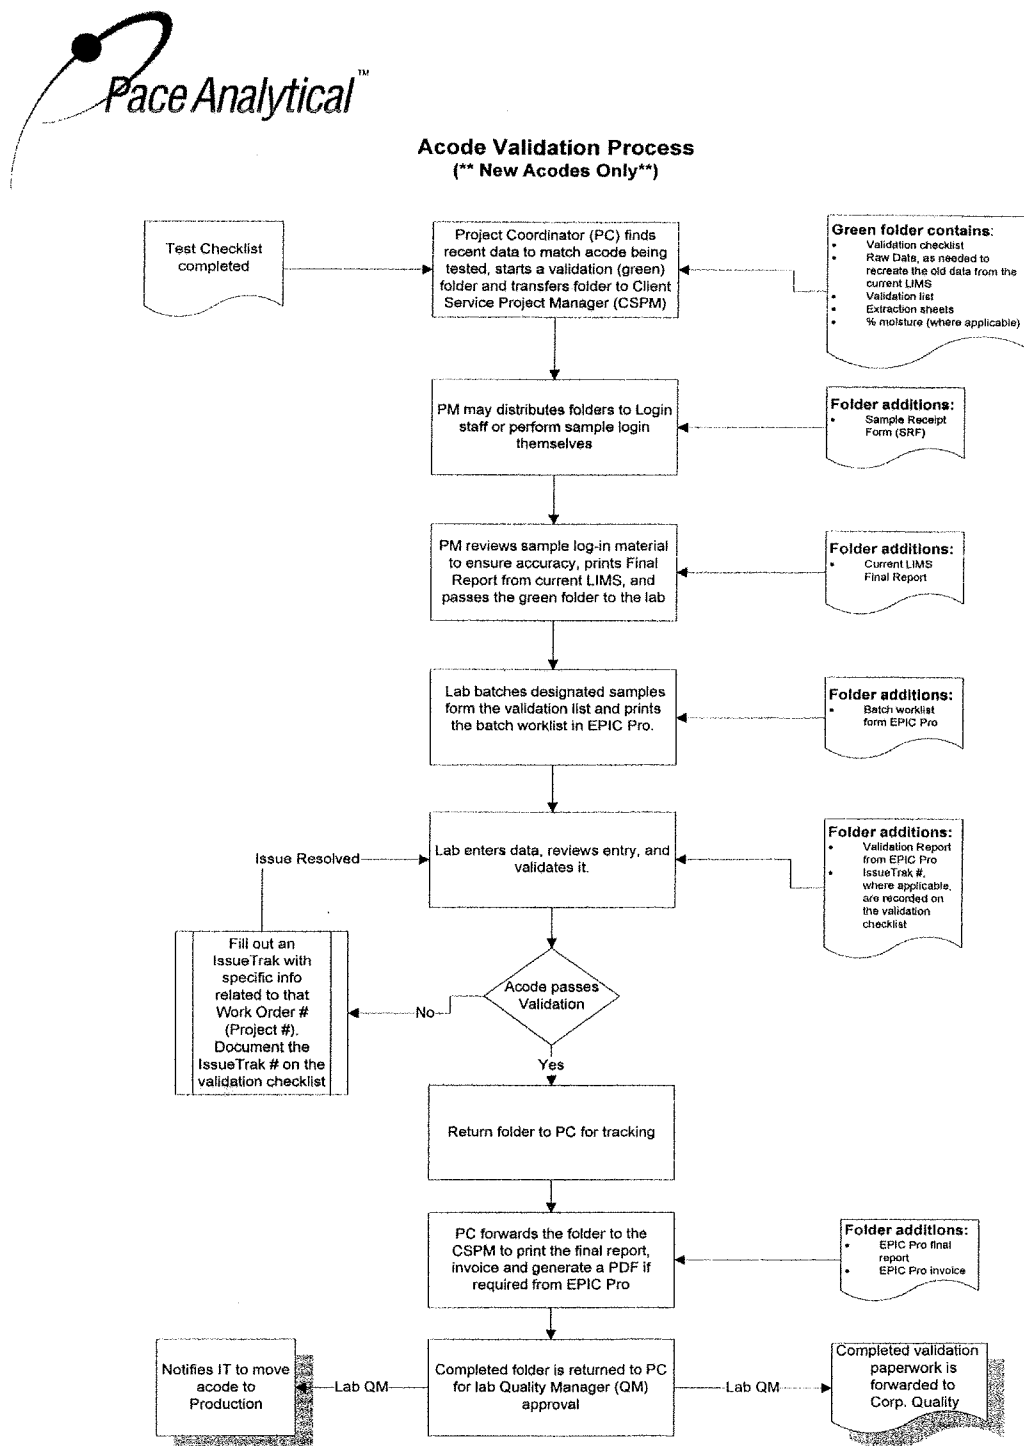 Pace Analytical™
Acode Validation Process
(** New Acodes Only**)
Test Checklist
completed
Project Coordinator (PC) finds
recent data to match acode being
tested, starts a validation (green)
folder and transfers folder to Client
Service Project Manager (CSPM)
Green folder contains:
• Validation checklist
• Raw Data, as needed to
recreate the old data from the
current LIMS
• Validation list
• Extraction sheets
• % moisture (where applicable)
PM may distributes folders to Login
staff or perform sample login
themselves
Folder additions:
• Sample Receipt
Form (SRF)
PM reviews sample log-in material
to ensure accuracy, prints Final
Report from current LIMS, and
passes the green folder to the lab
Folder additions:
• Current LIMS
Final Report
Lab batches designated samples
form the validation list and prints
the batch worklist in EPIC Pro.
Folder additions:
• Batch worklist
form EPIC Pro
Issue Resolved
Lab enters data, reviews entry, and
validates it.
Folder additions:
• Validation Report
from EPIC Pro
• IssueTrak #,
where applicable,
are recorded on
the validation
checklist
Fill out an
IssueTrak with
specific info
related to that
Work Order #
(Project #).
Document the
IssueTrak # on the
validation checklist
No
Acode passes
Validation
Yes
Return folder to PC for tracking
PC forwards the folder to the
CSPM to print the final report,
invoice and generate a PDF if
required from EPIC Pro
Folder additions:
• EPIC Pro final
report
• EPIC Pro invoice
Notifies IT to move
acode to
Production
Lab QM
Completed folder is returned to PC
for lab Quality Manager (QM)
approval
Lab QM
Completed validation
paperwork is
forwarded to
Corp. Quality